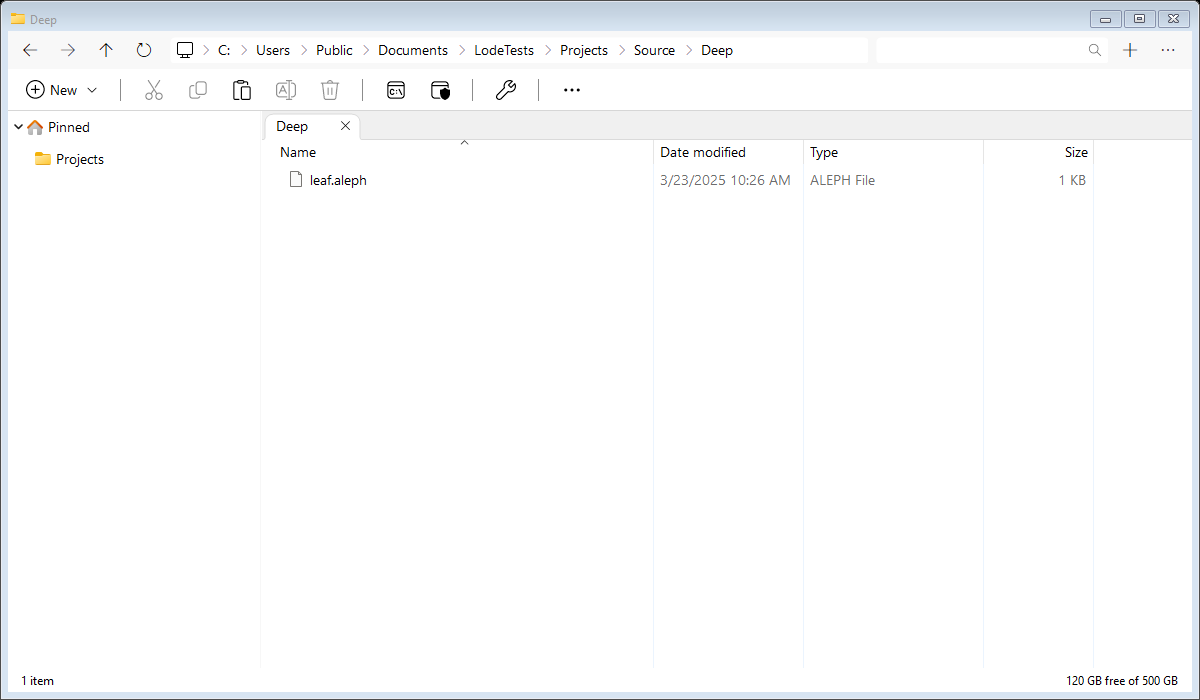 Deep
C: Users Public Documents LodeTests Projects Source Deep
New
Pinned
Projects
Deep
Name Date modified Type Size
leaf.aleph 3/23/2025 10:26 AM ALEPH File 1 KB
1 item 120 GB free of 500 GB